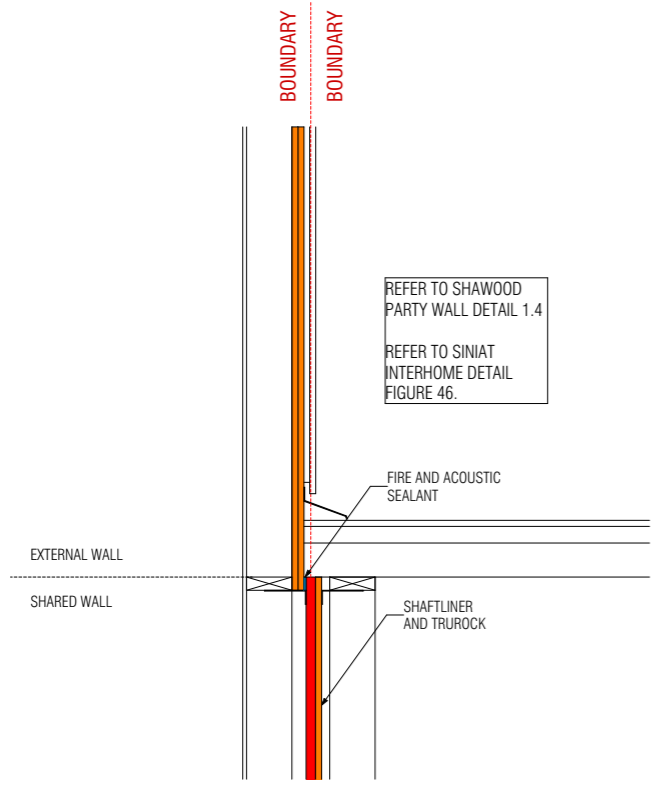 BOUNDARY
BOUNDARY
REFER TO SHAWOOD
PARTY WALL DETAIL 1.4
REFER TO SINIAT
INTERHOME DETAIL
FIGURE 46.
FIRE AND ACOUSTIC
SEALANT
EXTERNAL WALL
SHARED WALL
SHAFTLINER
AND TRUROCK